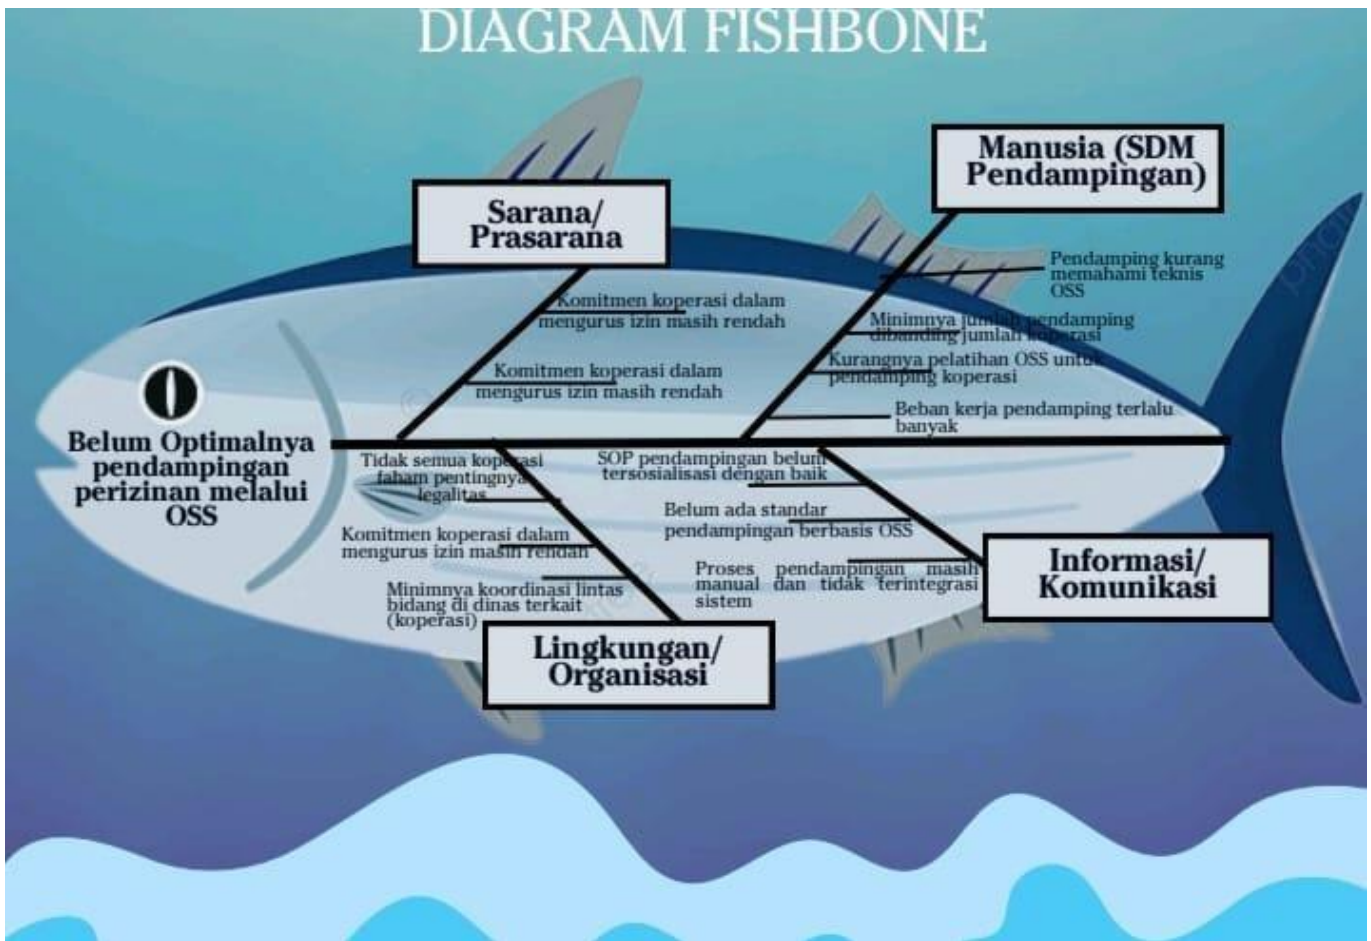 DIAGRAM FISHBONE
Manusia (SDM
Pendampingan)
Sarana/
Prasarana
Pendamping kurang
memahami teknis
OSS
Komitmen koperasi dalam
mengurus izin masih rendah
Minimnya jumlah pendamping
dibanding jumlah koperasi
Kurangnya pelatihan OSS untuk
pendamping koperasi
Komitmen koperasi dalam
mengurus izin masih rendah
Beban kerja pendamping terlalu
banyak
Belum Optimalnya
pendampingan
perizinan melalui
OSS
Tidak semua koperasi
faham pentingnya
legalitas
SOP pendampingan belum
tersosialisasi dengan baik
Komitmen koperasi dalam
mengurus izin masih rendah
Belum ada standar
pendampingan berbasis OSS
Minimnya koordinasi lintas
bidang di dinas terkait
(koperasi)
Proses pendampingan masih
manual dan tidak terintegrasi
sistem
Informasi/
Komunikasi
Lingkungan/
Organisasi